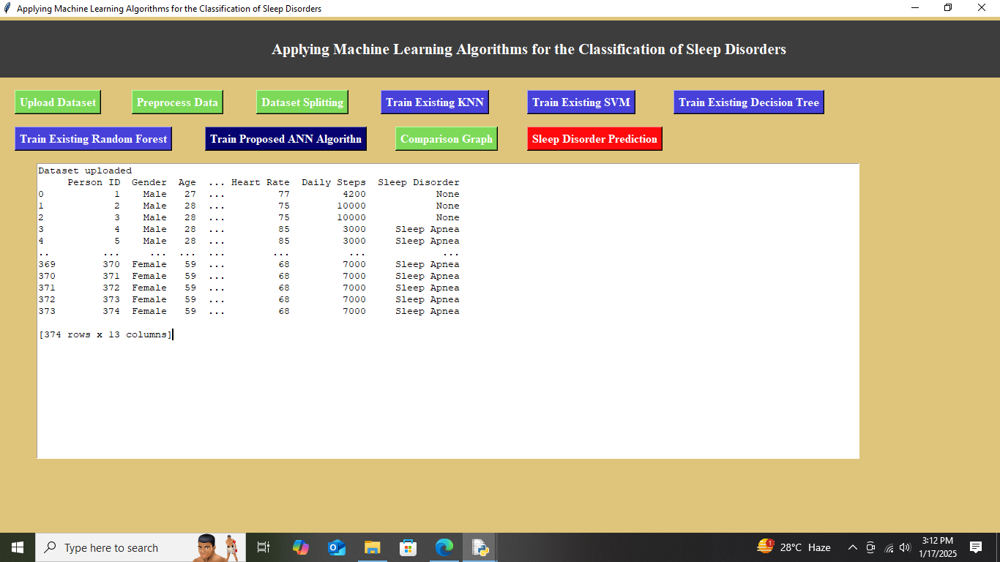 Applying Machine Learning Algorithms for the Classification of Sleep Disorders
Applying Machine Learning Algorithms for the Classification of Sleep Disorders
Upload Dataset Preprocess Data Dataset Splitting Train Existing KNN Train Existing SVM Train Existing Decision Tree
Train Existing Random Forest Train Proposed ANN Algorithn Comparison Graph Sleep Disorder Prediction
Dataset uploaded
Person ID Gender Age ... Heart Rate Daily Steps Sleep Disorder
0 1 Male 27 ... 77 4200 None
1 2 Male 28 ... 75 10000 None
2 3 Male 28 ... 75 10000 None
3 4 Male 28 ... 85 3000 Sleep Apnea
4 5 Male 28 ... 85 3000 Sleep Apnea
.. ... ... ... ... ... ... ...
369 370 Female 59 ... 68 7000 Sleep Apnea
370 371 Female 59 ... 68 7000 Sleep Apnea
371 372 Female 59 ... 68 7000 Sleep Apnea
372 373 Female 59 ... 68 7000 Sleep Apnea
373 374 Female 59 ... 68 7000 Sleep Apnea
[374 rows x 13 columns]
Type here to search
1
28°C Haze
3:12 PM
1/17/2025